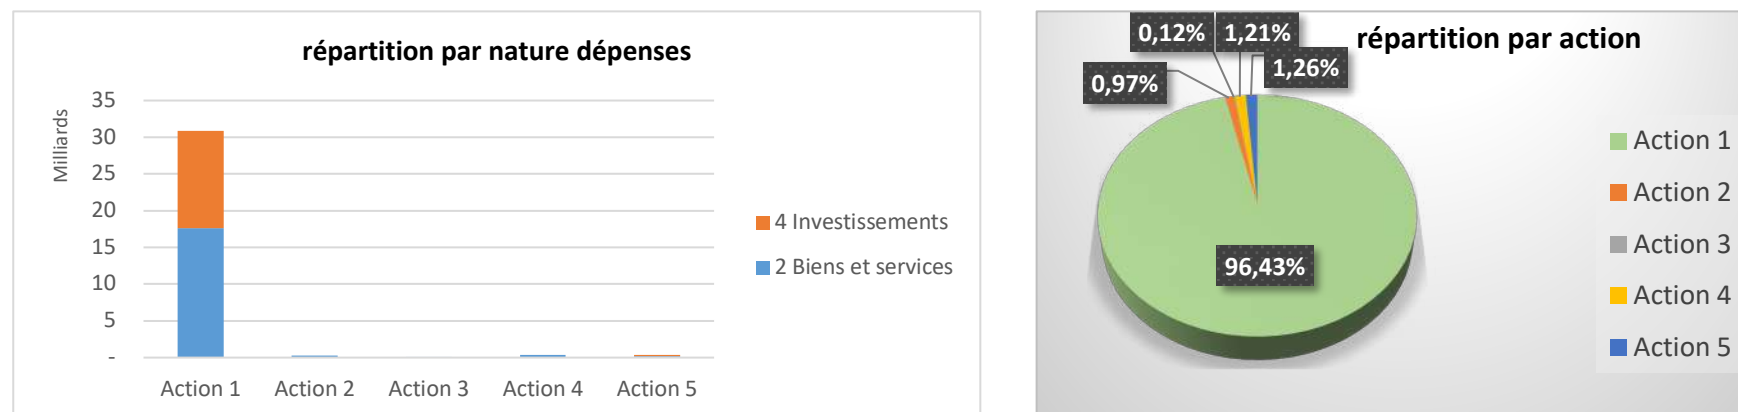 répartition par nature dépenses
Milliards
35
30
25
20
15
10
5
-
Action 1 Action 2 Action 3 Action 4 Action 5
4 Investissements
2 Biens et services
répartition par action
0,12% 1,21%
0,97% 1,26%
96,43%
Action 1
Action 2
Action 3
Action 4
Action 5